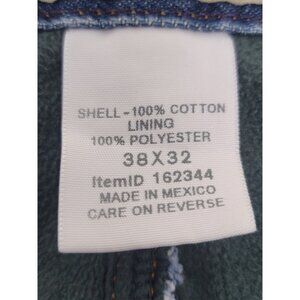 SHELL-100% COTTON
LINING
100% POLYESTER
38X32
ItemID 162344
MADE IN MEXICO
CARE ON REVERSE